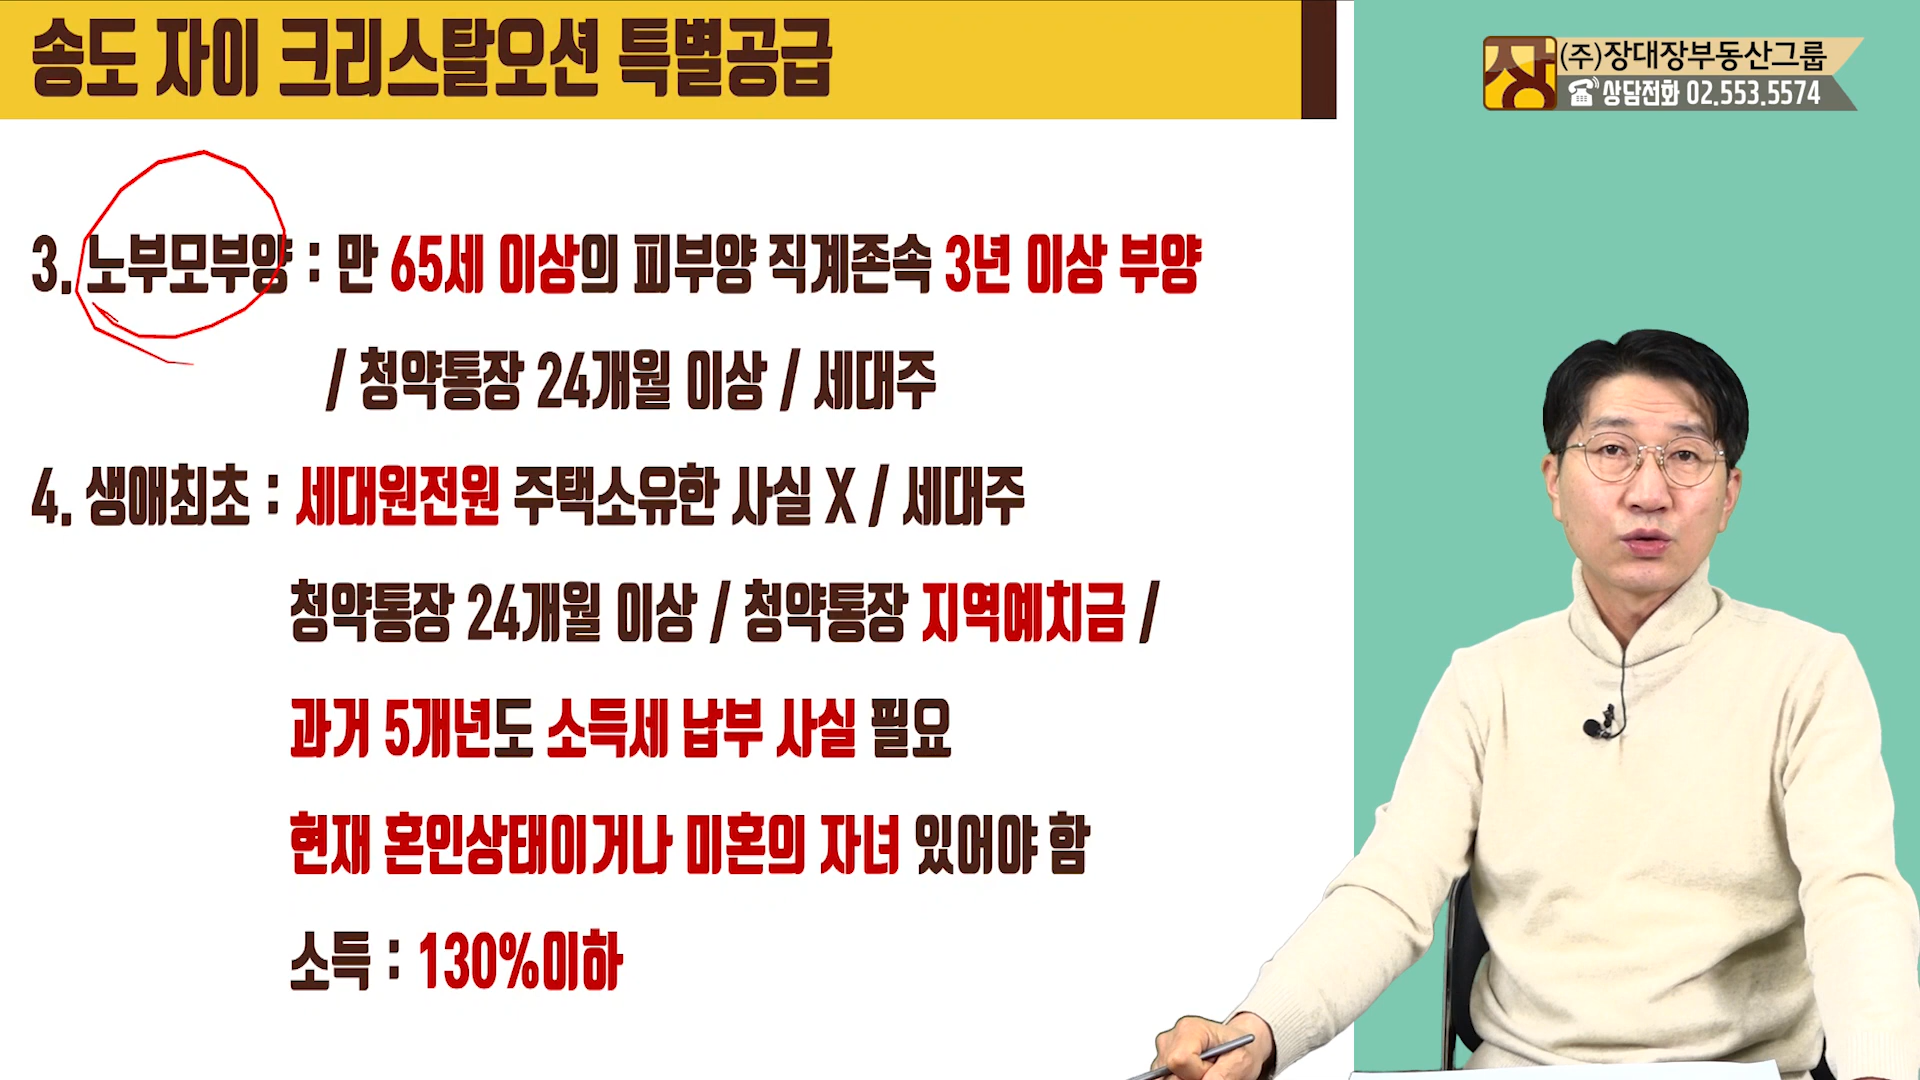 송도 자이 크리스탈오션 특별공급
장
(주)장대장부동산그룹
상담전화 02.553.5574
3. 노부모부양 : 만 65세 이상의 피부양 직계존속 3년 이상 부양
/ 청약통장 24개월 이상 / 세대주
4. 생애최초 : 세대원전원 주택소유한 사실 X / 세대주
청약통장 24개월 이상 / 청약통장 지역예치금 /
과거 5개년도 소득세 납부 사실 필요
현재 혼인상태이거나 미혼의 자녀 있어야 함
소득 : 130%이하